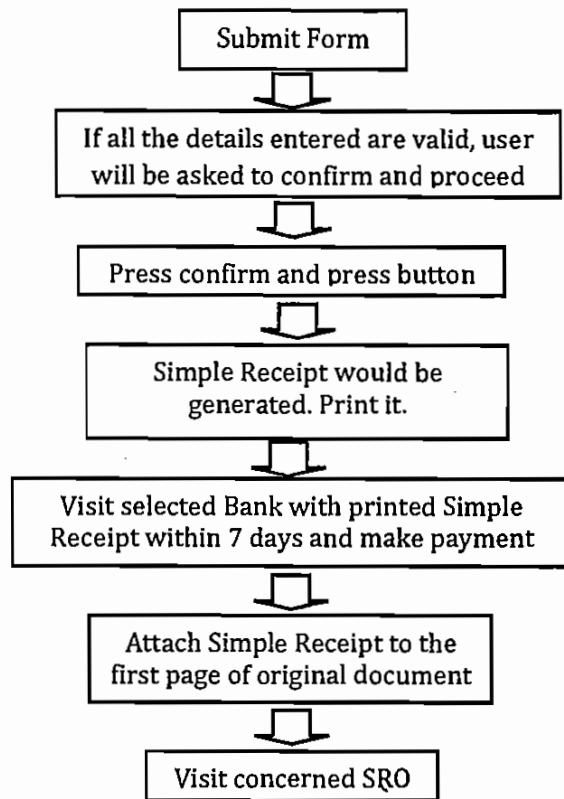 Submit Form
If all the details entered are valid, user
will be asked to confirm and proceed
Press confirm and press button
Simple Receipt would be
generated. Print it.
Visit selected Bank with printed Simple
Receipt within 7 days and make payment
Attach Simple Receipt to the
first page of original document
Visit concerned SRO